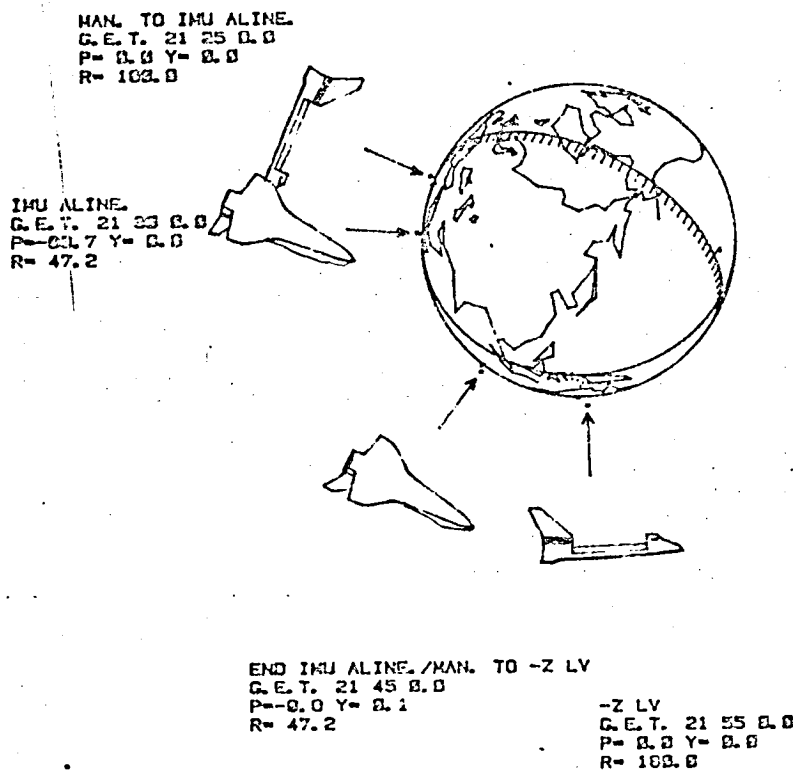 MAN. TO IMU ALINE.
G.E.T. 21 25 0.0
P= 0.0 Y= 0.0
R= 180.0
IMU ALINE.
G.E.T. 21 0.0
Y= 0.0
R= 47.2
END IMU ALINE./MAN. TO -Z LV
G.E.T. 21 45 0.0
P=-0.0 Y= 0.1
R= 47.2
-Z LV
G.E.T. 21 55 0.0
P= 0.0 Y= 0.0
R= 180.0